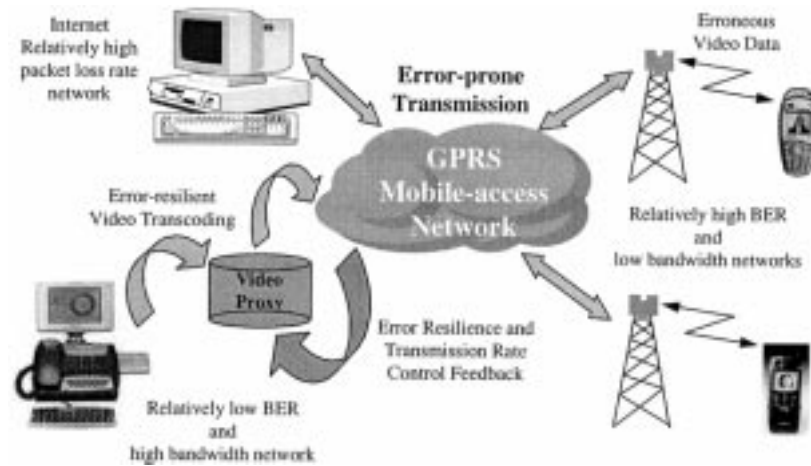 Internet
Relatively high
packet loss rate
network
Error-prone
Transmission
Erroneous
Video Data
GPRS
Mobile-access
Network
Error-resilient
Video Transcoding
Video
Proxy
Relatively high BER
and
low bandwidth networks
Error Resilience and
Transmission Rate
Control Feedback
Relatively low BER
and
high bandwidth network